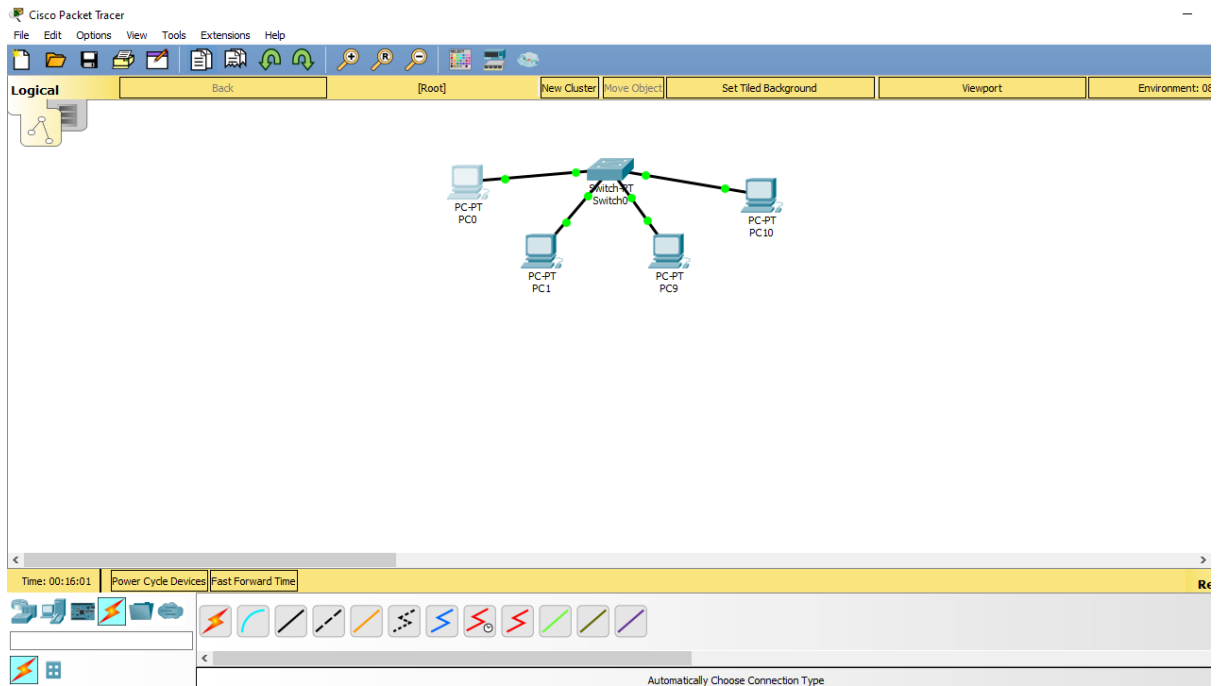 Cisco Packet Tracer
File Edit Options View Tools Extensions Help
Logical Back [Root] New Cluster Move Object Set Tiled Background Viewport Environment: 08
PC-PT
PC0
Switch-PT
Switch0
PC-PT
PC10
PC-PT
PC1
PC-PT
PC9
Time: 00:16:01 Power Cycle Devices Fast Forward Time Re
Automatically Choose Connection Type